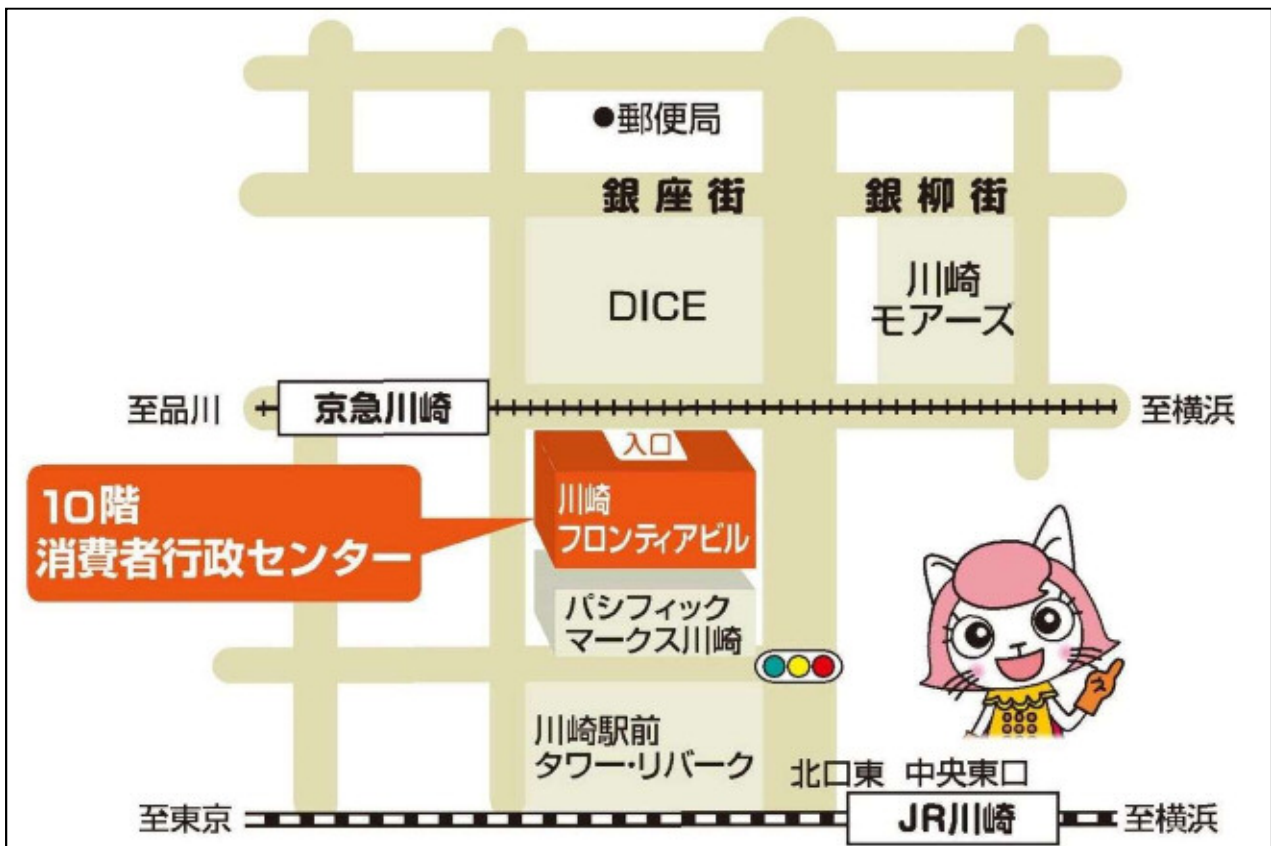 ●郵便局
銀座街
銀柳街
DICE
川崎
モアーズ
至品川
京急川崎
至横浜
入口
10階
消費者行政センター
川崎
フロンティアビル
パシフィック
マークス川崎
川崎駅前
タワー・リバーク
北口東 中央東口
至東京
JR川崎
至横浜